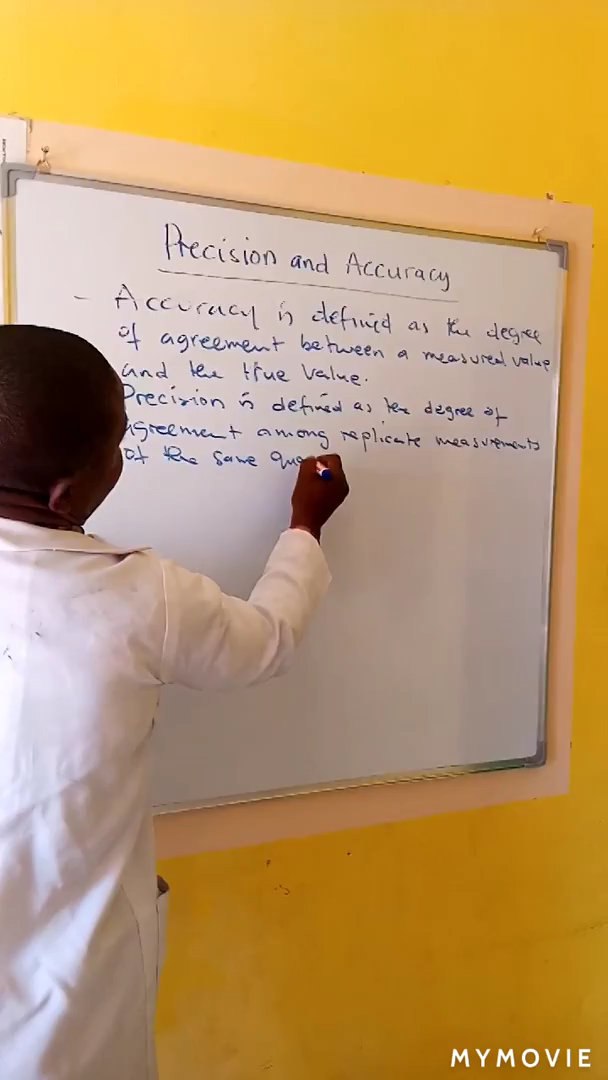 Precision and Accuracy
- Accuracy is defined as the degree
of agreement between a measured value
and the true value.
Precision is defined as the degree of
agreement among replicate measurements
of the same qua
MYMOVIE